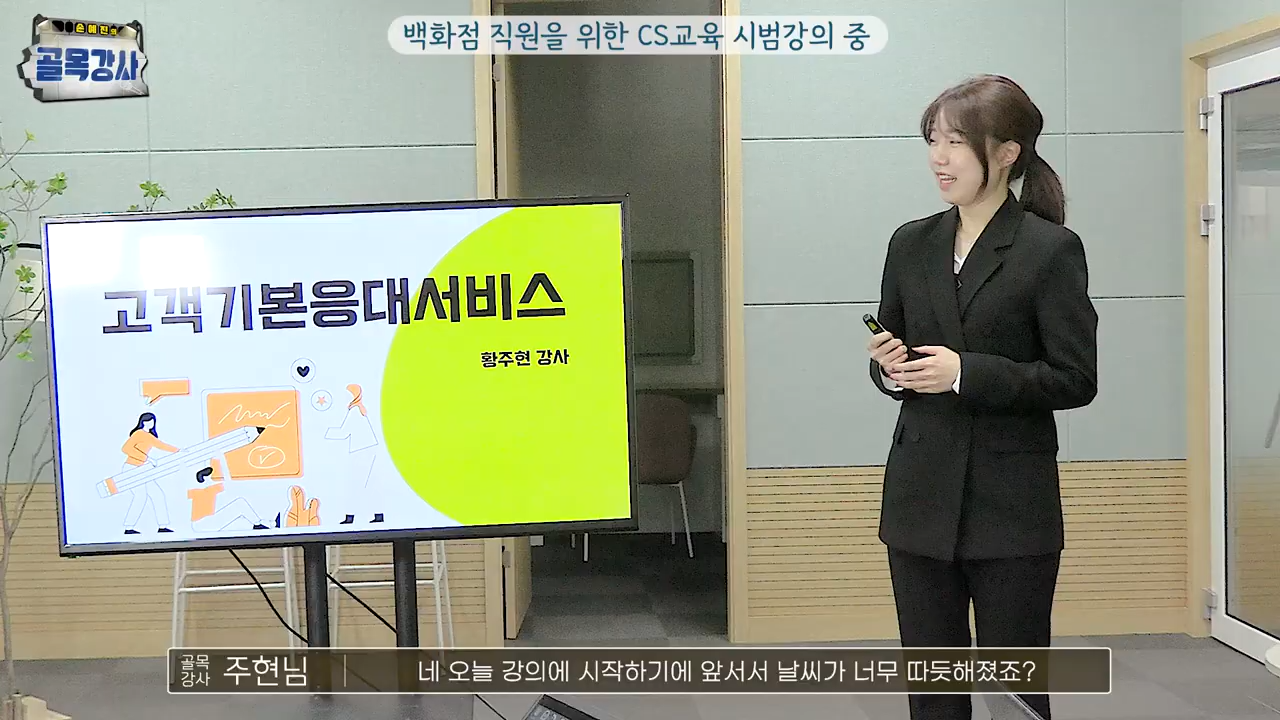 손예진의
골목강사
백화점 직원을 위한 CS교육 시범강의 중
고객기본응대서비스
황주현 강사
골목
강사
주현님
네 오늘 강의에 시작하기에 앞서서 날씨가 너무 따듯해졌죠?